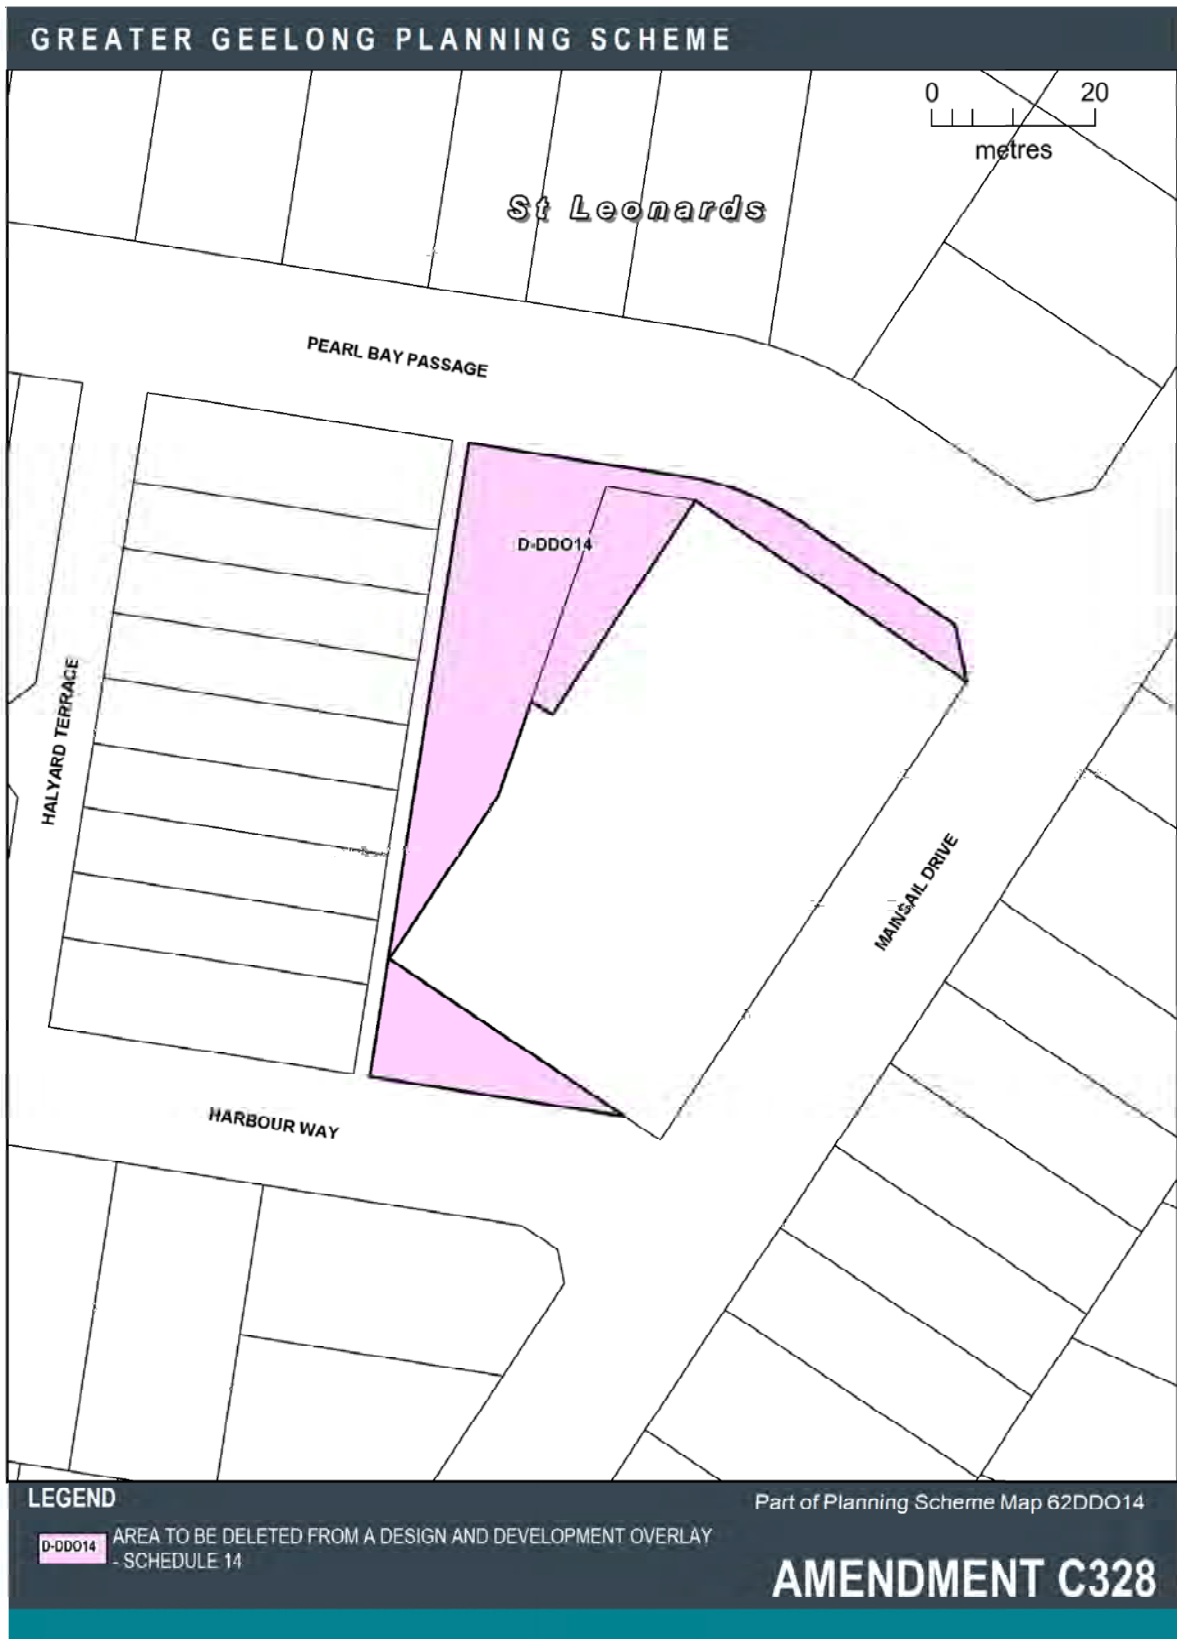 GREATER GEELONG PLANNING SCHEME
0 20
metres
St Leonards
PEARL BAY PASSAGE
D-DDO14
HALYARD TERRACE
MAINSAIL DRIVE
HARBOUR WAY
LEGEND
Part of Planning Scheme Map 62DDO14
D-DDO14 AREA TO BE DELETED FROM A DESIGN AND DEVELOPMENT OVERLAY
- SCHEDULE 14
AMENDMENT C328